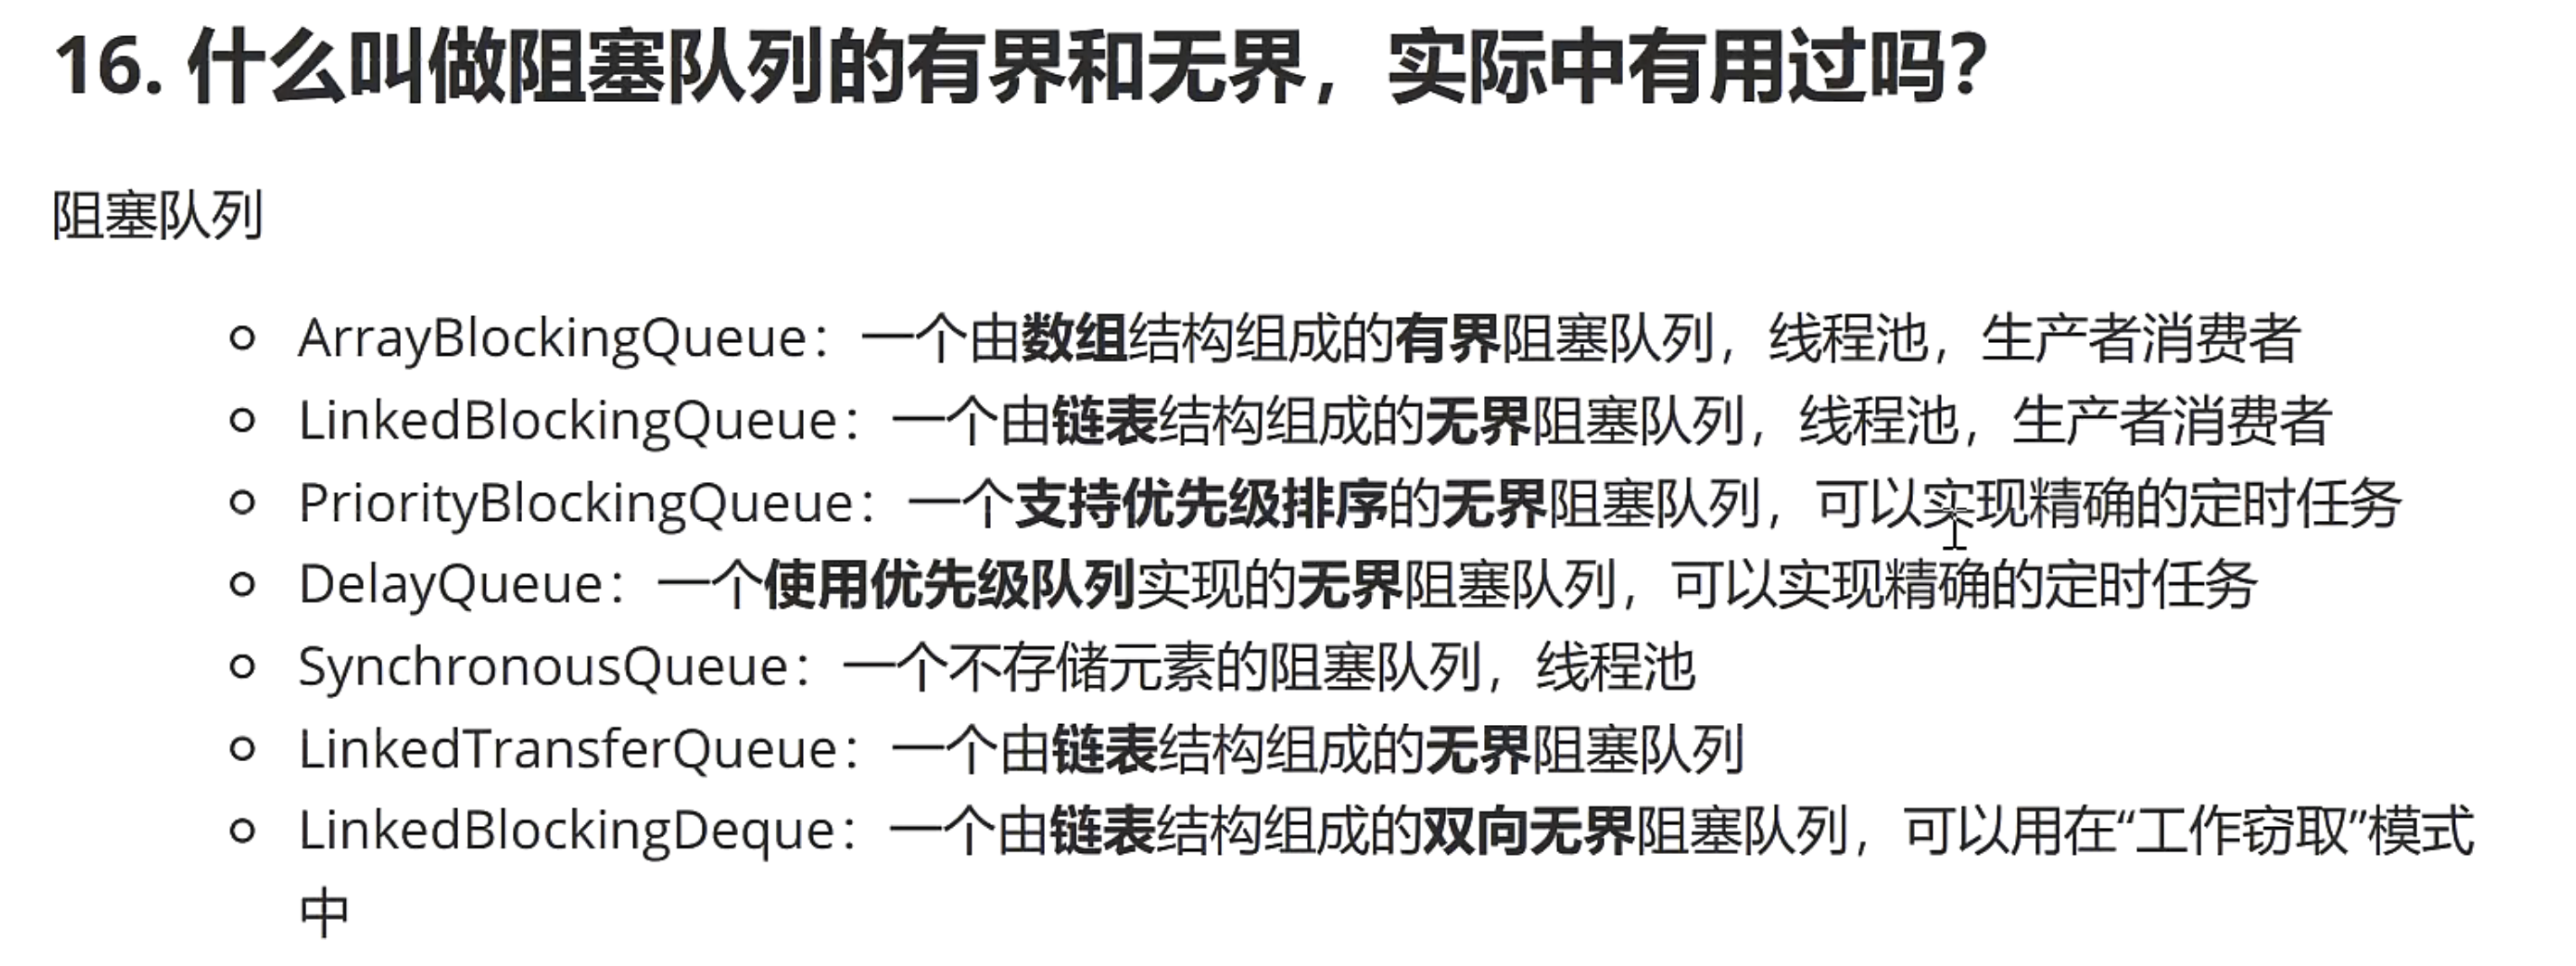 16. 什么叫做阻塞队列的有界和无界，实际中有用过吗？
阻塞队列
ArrayBlockingQueue：一个由数组结构组成的有界阻塞队列，线程池，生产者消费者
LinkedBlockingQueue：一个由链表结构组成的无界阻塞队列，线程池，生产者消费者
PriorityBlockingQueue：一个支持优先级排序的无界阻塞队列，可以实现精确的定时任务
DelayQueue：一个使用优先级队列实现的无界阻塞队列，可以实现精确的定时任务
SynchronousQueue：一个不存储元素的阻塞队列，线程池
LinkedTransferQueue：一个由链表结构组成的无界阻塞队列
LinkedBlockingDeque：一个由链表结构组成的双向无界阻塞队列，可以用在“工作窃取”模式
中